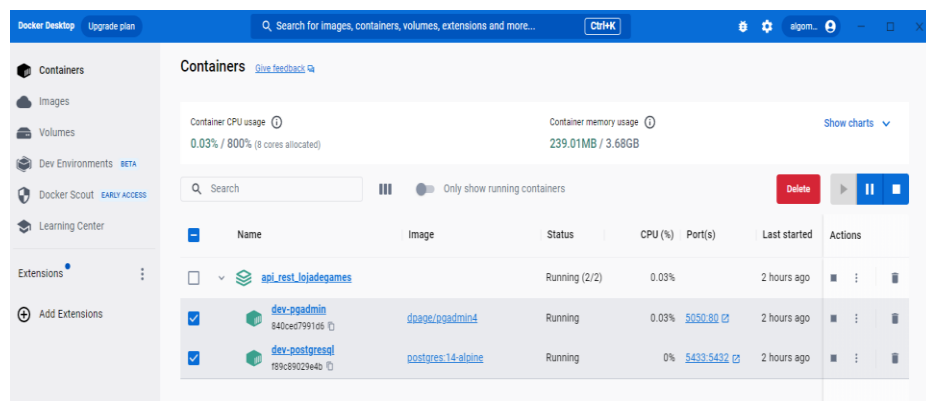 Docker Desktop Upgrade plan Search for images, containers, volumes, extensions and more... Ctrl+K algom...
Containers
Images
Volumes
Dev Environments BETA
Docker Scout EARLY ACCESS
Learning Center
Extensions
Add Extensions
Containers Give feedback
Container CPU usage
0.03% / 800% (8 cores allocated)
Container memory usage
239.01MB / 3.68GB
Show charts
Search Only show running containers Delete
Name Image Status CPU (%) Port(s) Last started Actions
api_rest_lojadegames Running (2/2) 0.03% 2 hours ago
dev-pgadmin
840ced7991d6
dpage/pgadmin4 Running 0.03% 5050:80 2 hours ago
dev-postgresql
f89c89029e4b
postgres:14-alpine Running 0% 5433:5432 2 hours ago